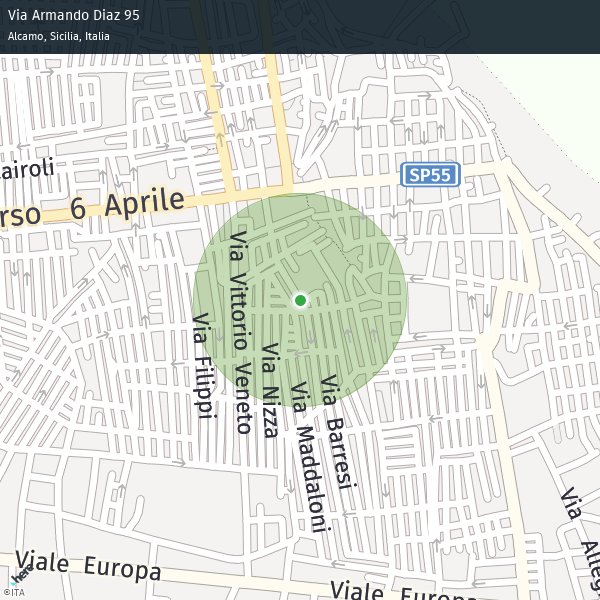 Via Armando Diaz 95
Alcamo, Sicilia, Italia
SP55
airoli
rso 6 Aprile
Via Vittorio Veneto
Via Filippi
Via Nizza
Via Maddaloni
Via Barresi
Via Alleg
Viale Europa
Viale Europa
here
©ITA